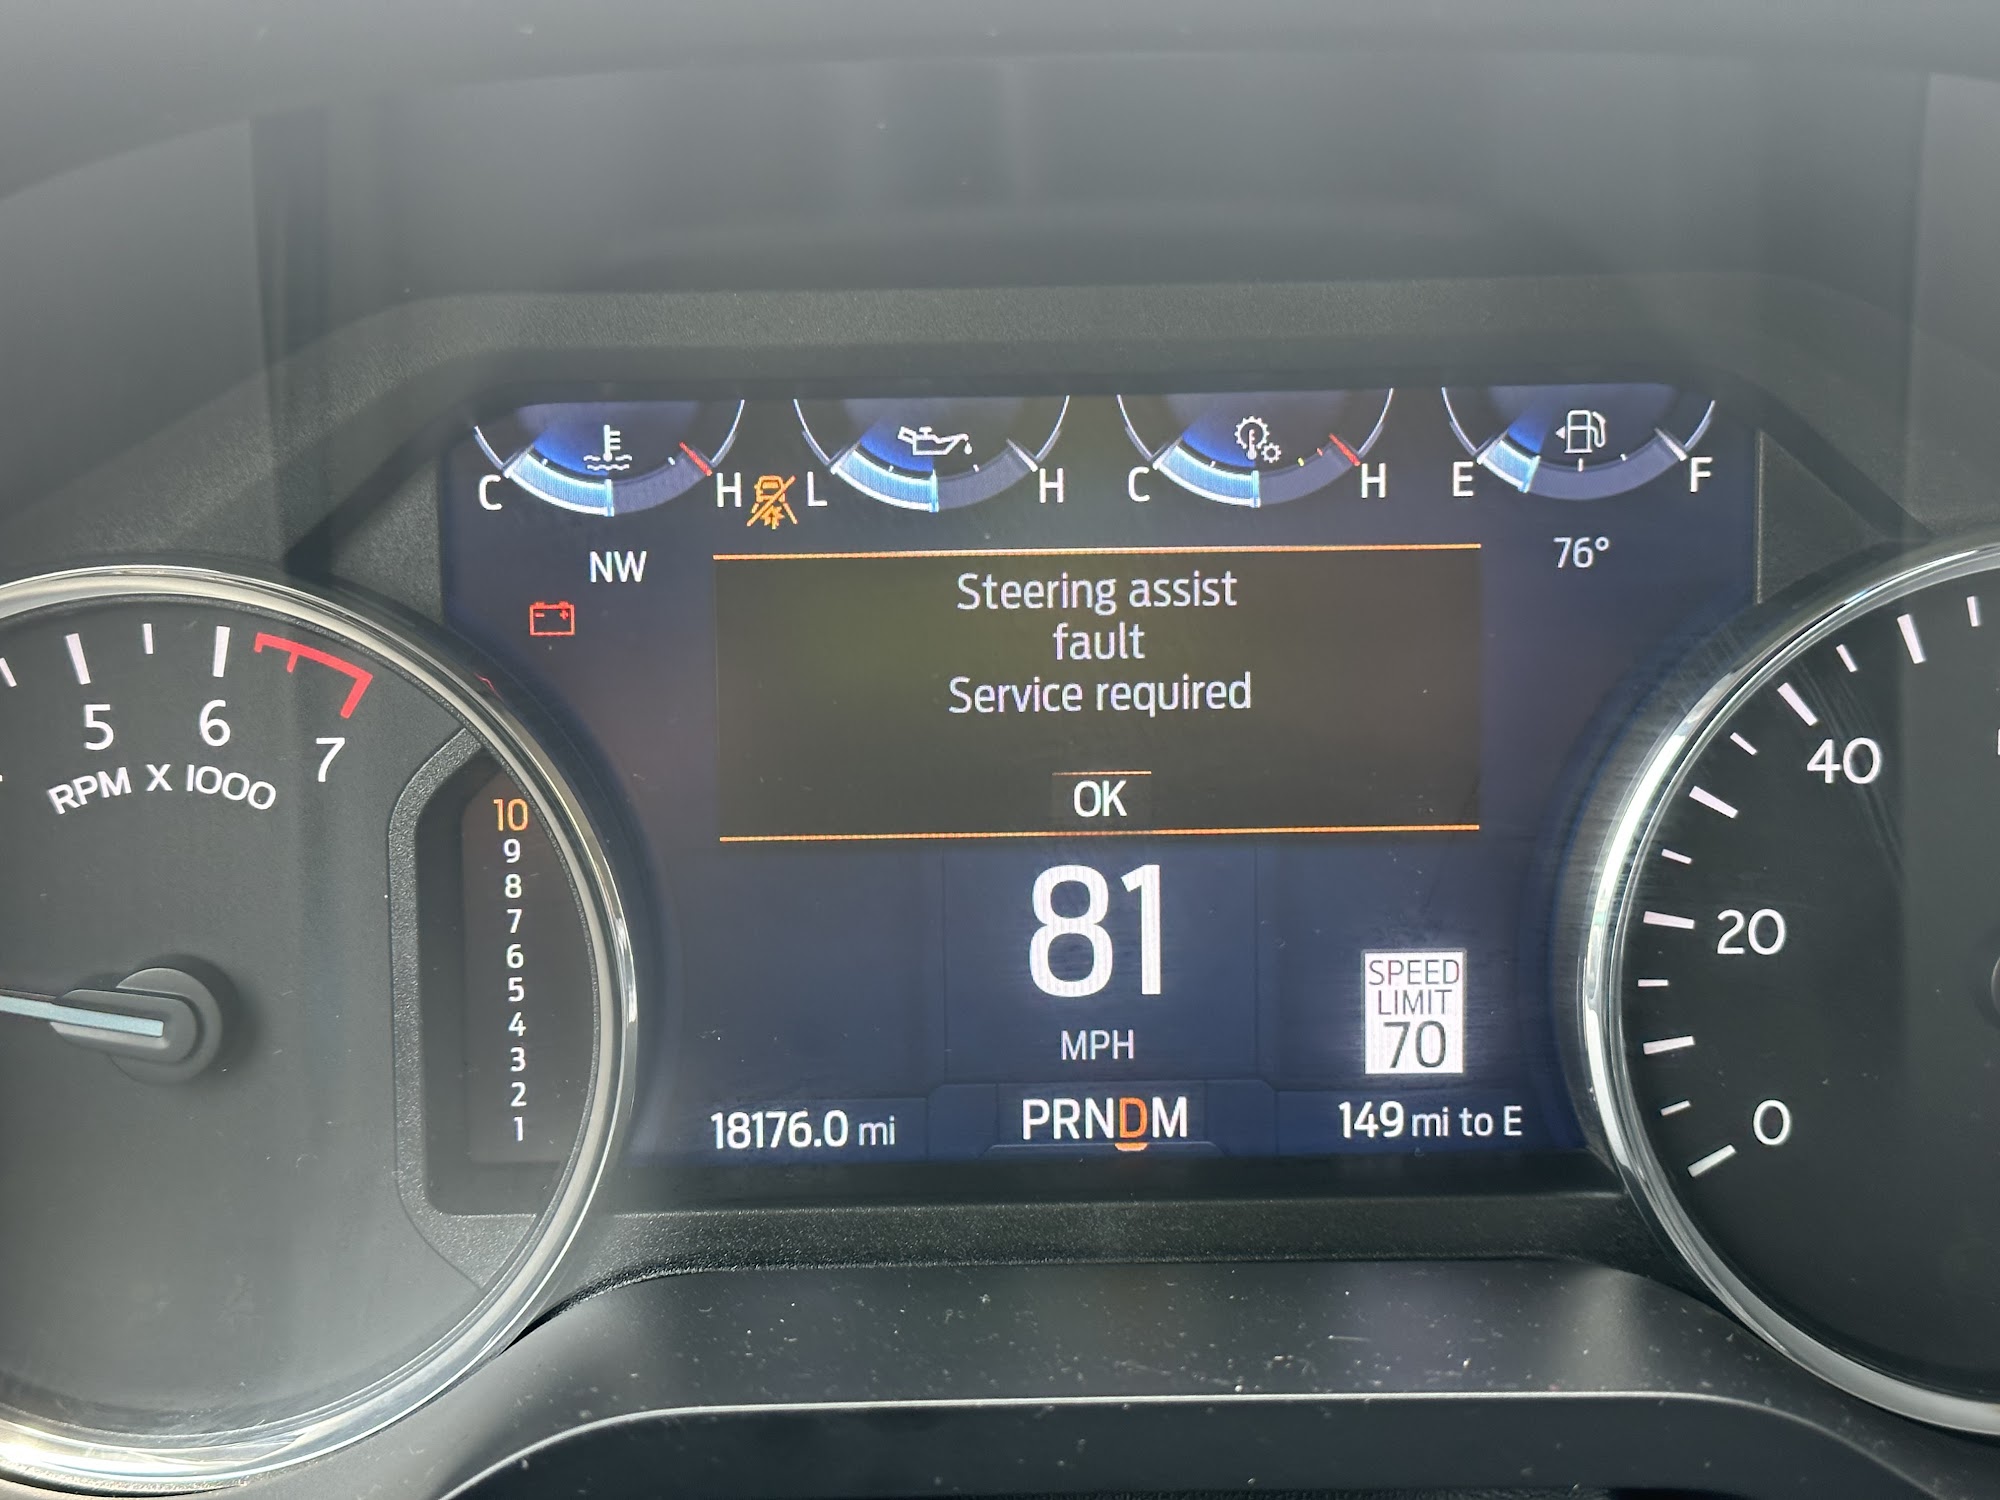 C H L H C H E F
NW
76°
Steering assist
fault
Service required
OK
5 6 7
RPM X 1000
10
9
8
7
6
5
4
3
2
1
81
MPH
SPEED
LIMIT
70
18176.0 mi
PRNDM
149 mi to E
40
20
0